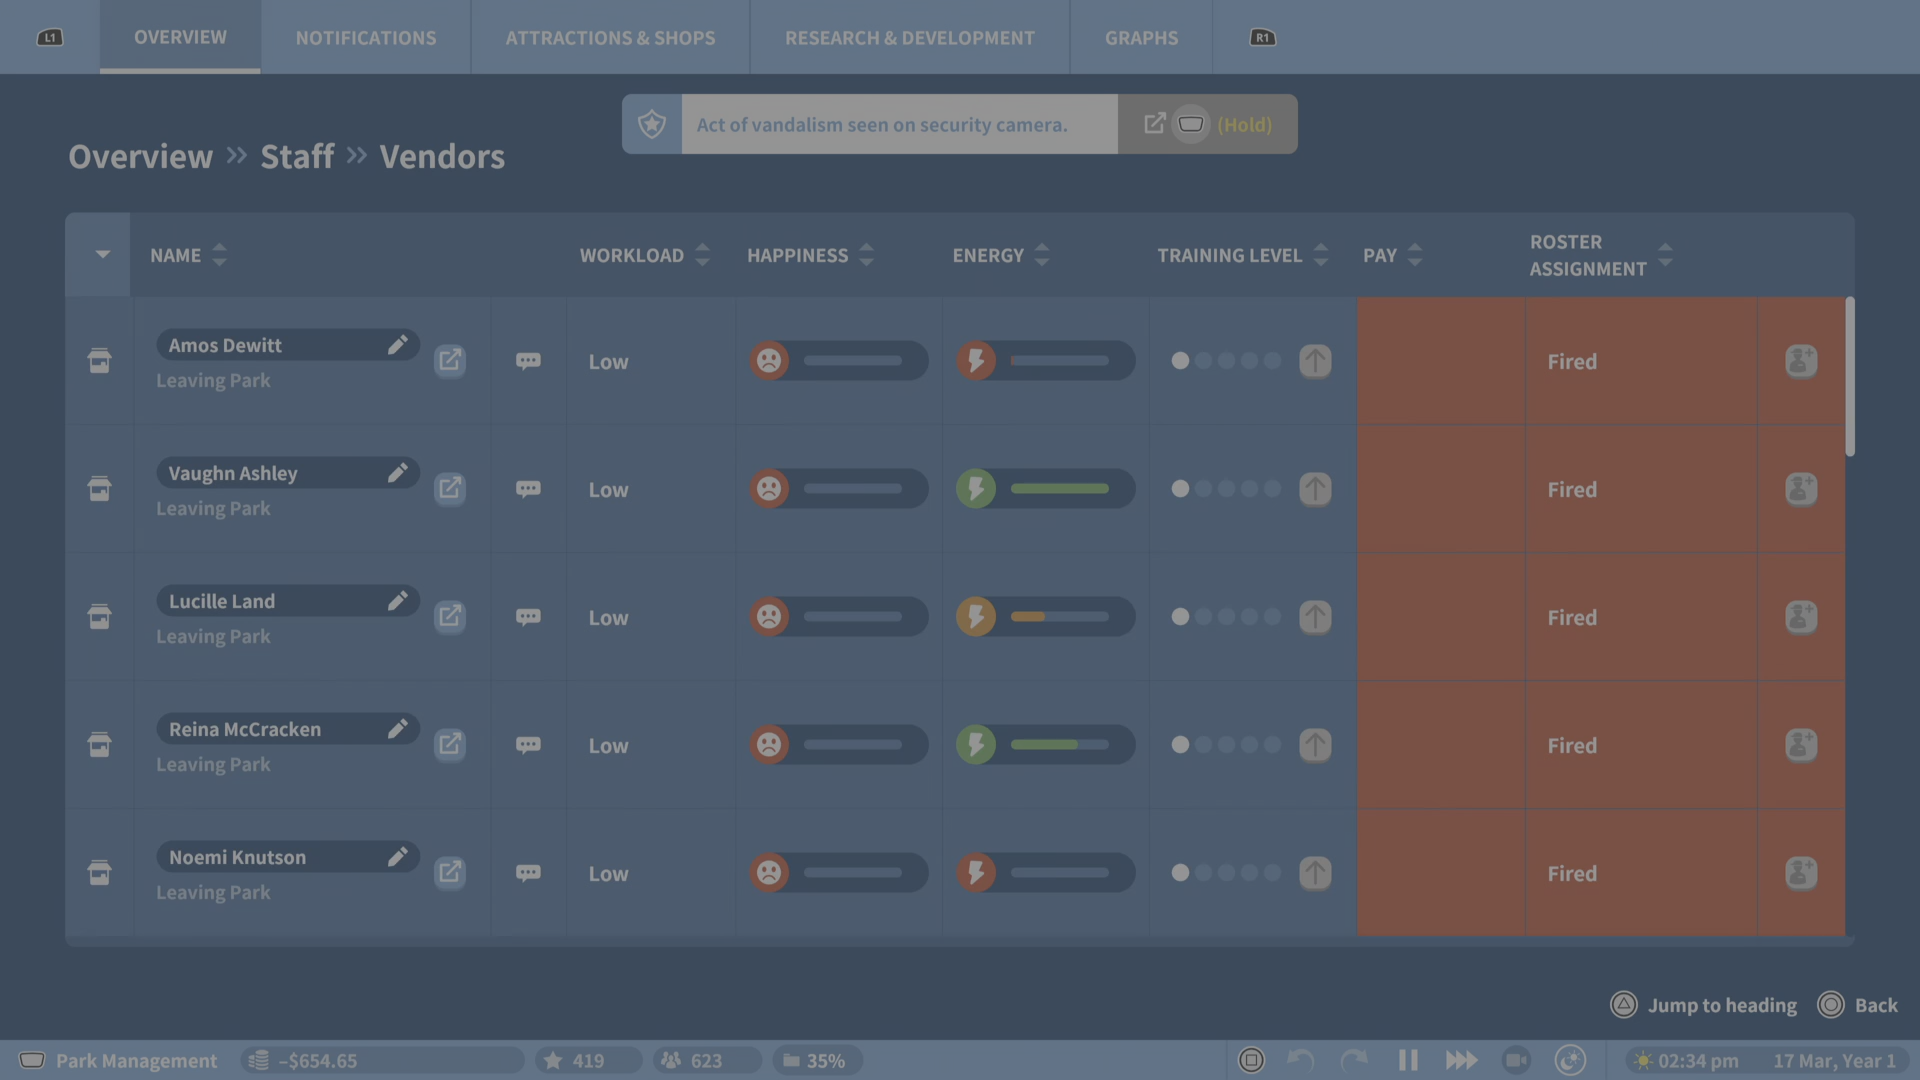 L1
OVERVIEW
NOTIFICATIONS
ATTRACTIONS & SHOPS
RESEARCH & DEVELOPMENT
GRAPHS
R1
Act of vandalism seen on security camera.
(Hold)
Overview » Staff » Vendors
NAME
WORKLOAD
HAPPINESS
ENERGY
TRAINING LEVEL
PAY
ROSTER
ASSIGNMENT
Amos Dewitt
Leaving Park
Low
Fired
Vaughn Ashley
Leaving Park
Low
Fired
Lucille Land
Leaving Park
Low
Fired
Reina McCracken
Leaving Park
Low
Fired
Noemi Knutson
Leaving Park
Low
Fired
Jump to heading
Back
Park Management
-$654.65
419
623
35%
02:34 pm
17 Mar, Year 1